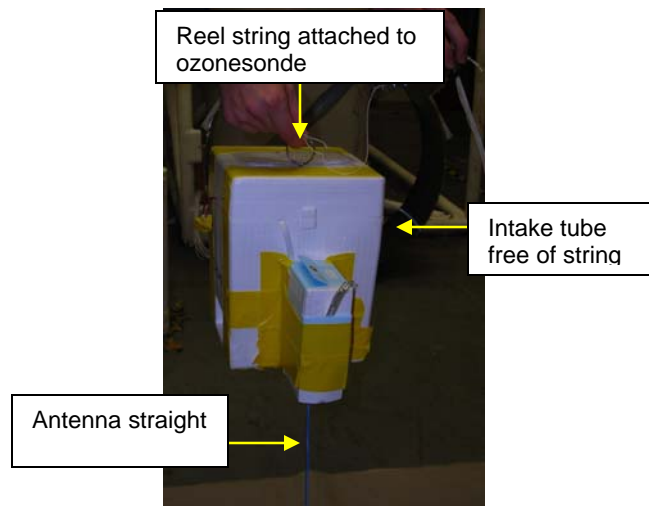 Reel string attached to
ozonesonde
Intake tube
free of string
Antenna straight